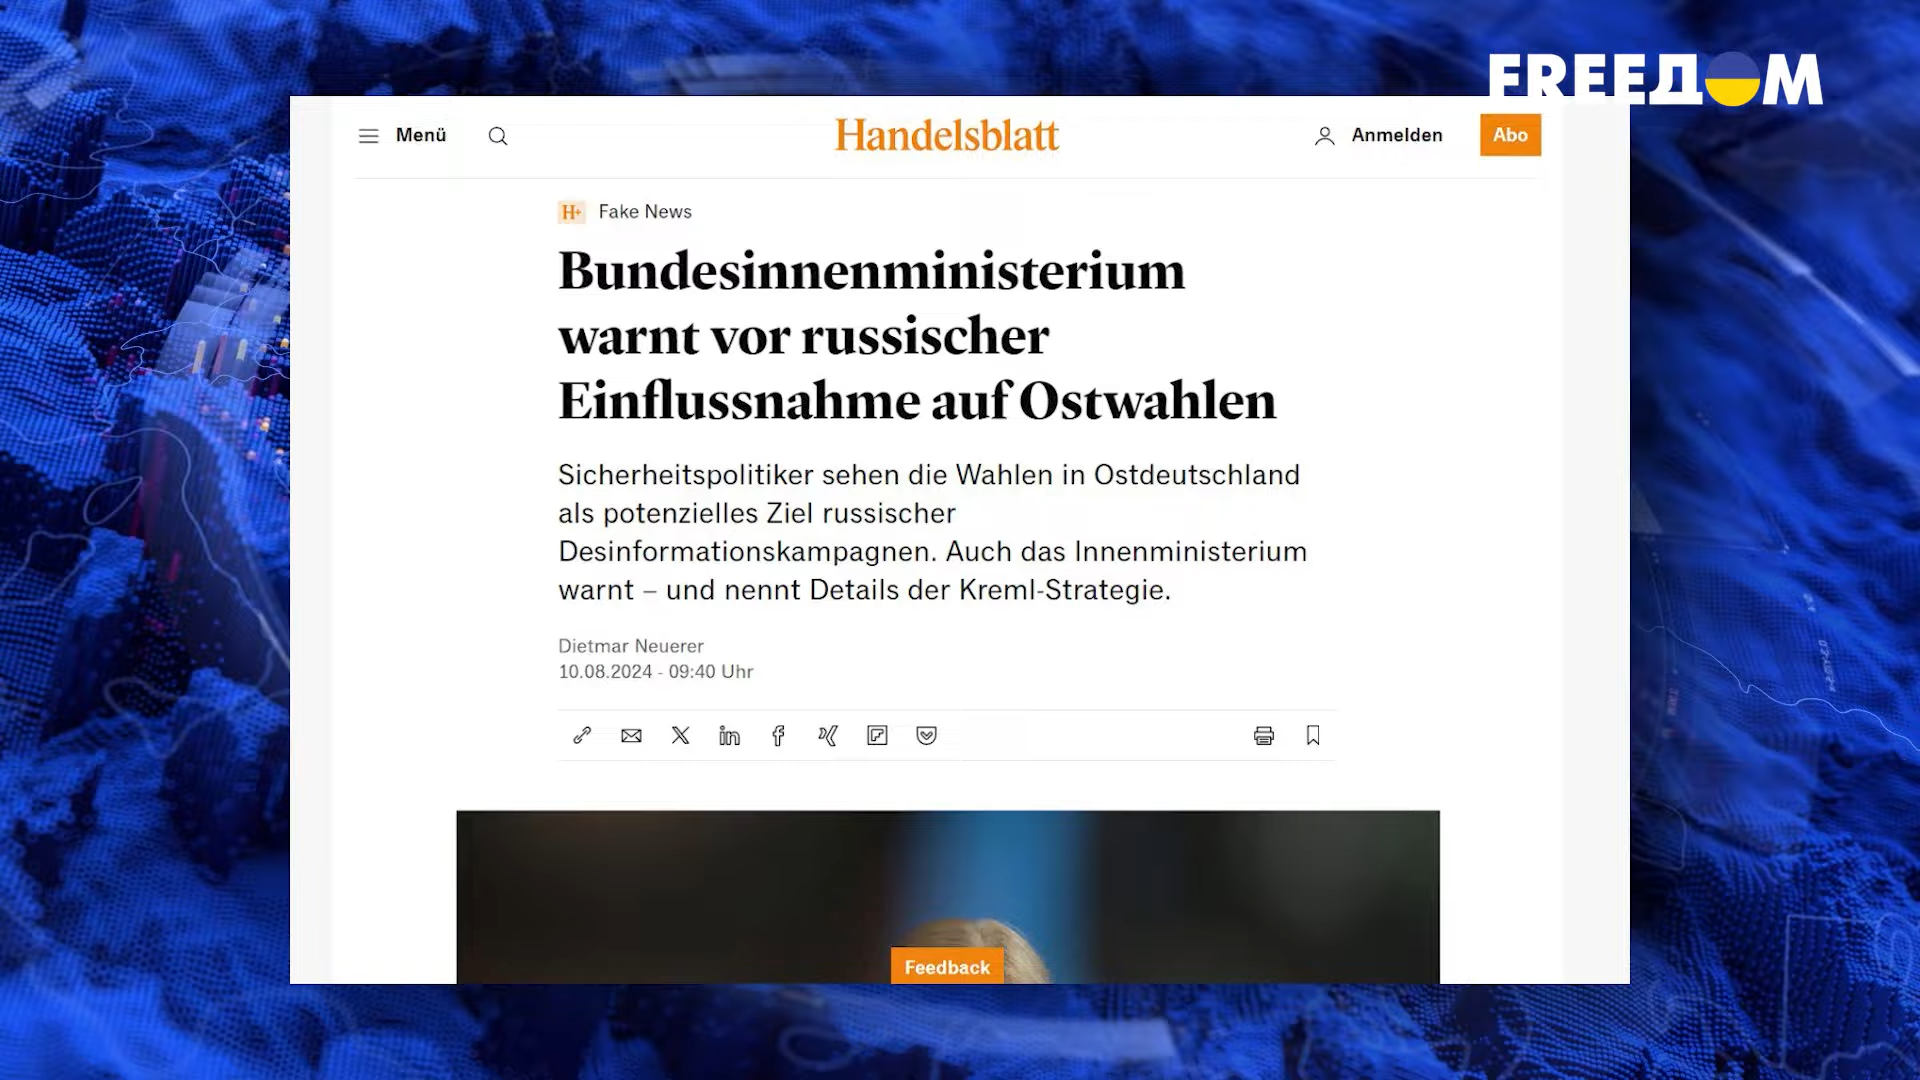 FREEДOM
Menü
Handelsblatt
Anmelden
Abo
H+ Fake News
Bundesinnenministerium
warnt vor russischer
Einflussnahme auf Ostwahlen
Sicherheitspolitiker sehen die Wahlen in Ostdeutschland
als potenzielles Ziel russischer
Desinformationskampagnen. Auch das Innenministerium
warnt – und nennt Details der Kreml-Strategie.
Dietmar Neuerer
10.08.2024 - 09:40 Uhr
Feedback